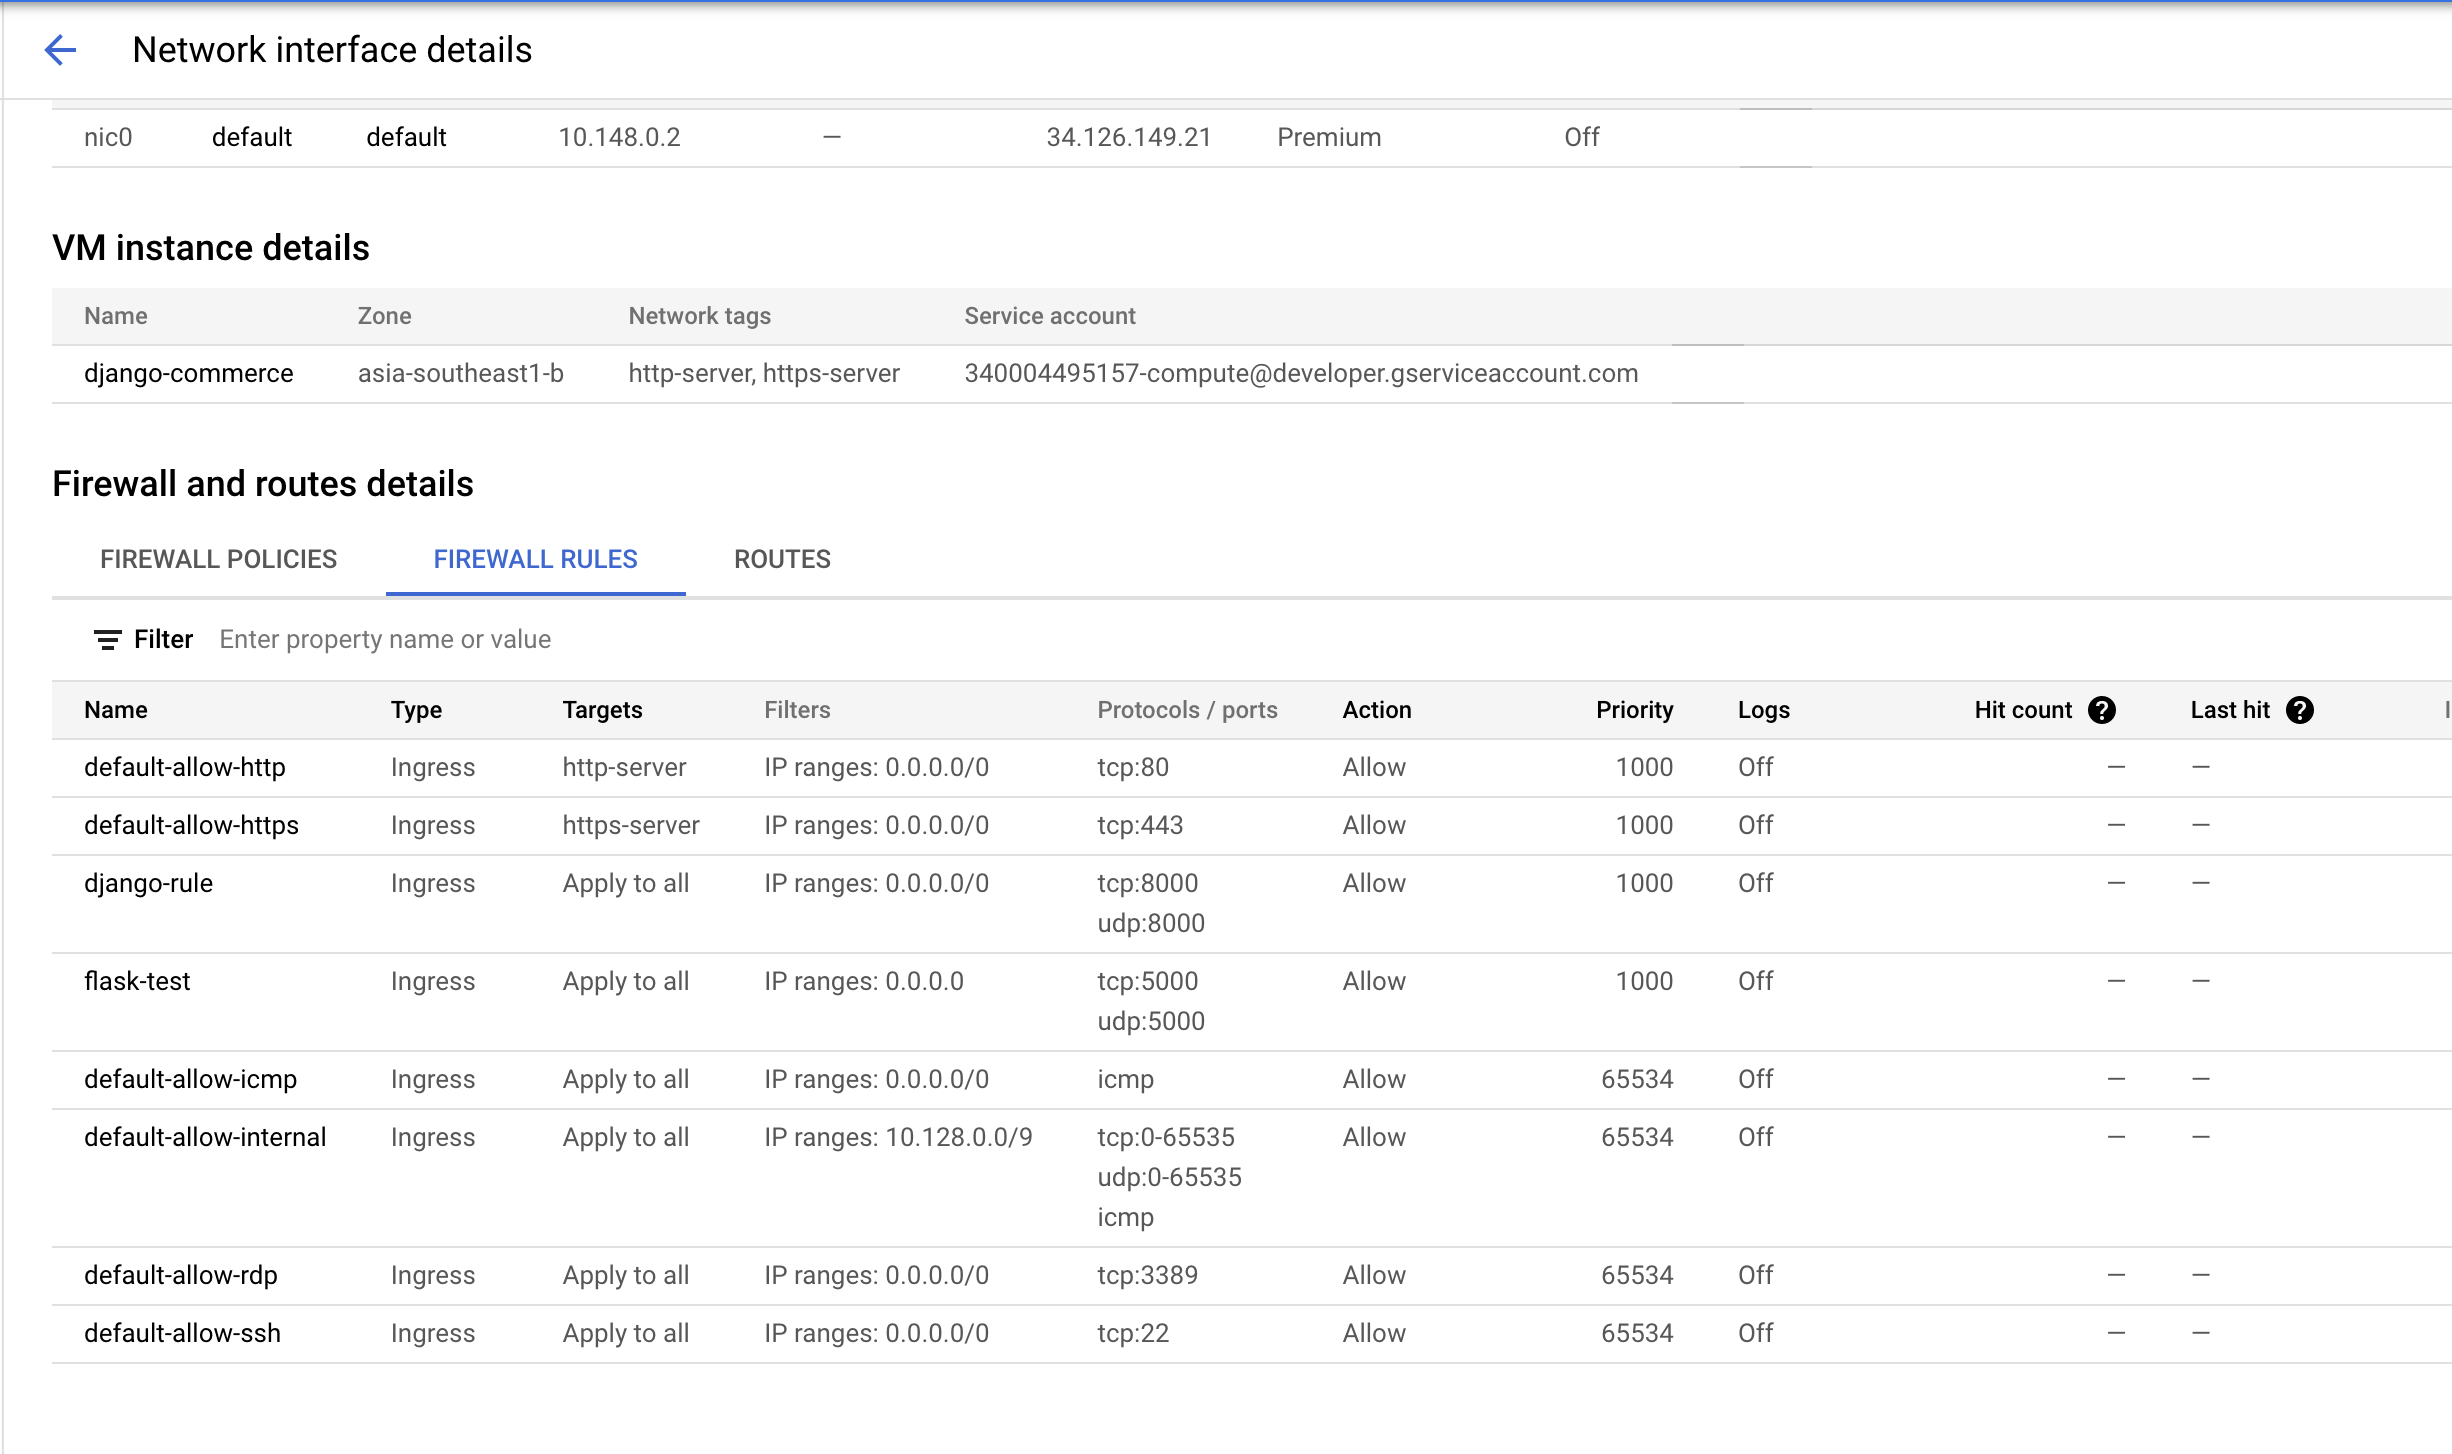 Network interface details
nic0 default default 10.148.0.2 — 34.126.149.21 Premium Off
VM instance details
Name Zone Network tags Service account
django-commerce asia-southeast1-b http-server, https-server 340004495157-compute@developer.gserviceaccount.com
Firewall and routes details
FIREWALL POLICIES FIREWALL RULES ROUTES
Filter Enter property name or value
Name Type Targets Filters Protocols / ports Action Priority Logs Hit count ? Last hit ?
default-allow-http Ingress http-server IP ranges: 0.0.0.0/0 tcp:80 Allow 1000 Off — —
default-allow-https Ingress https-server IP ranges: 0.0.0.0/0 tcp:443 Allow 1000 Off — —
django-rule Ingress Apply to all IP ranges: 0.0.0.0/0 tcp:8000 Allow 1000 Off — —
udp:8000
flask-test Ingress Apply to all IP ranges: 0.0.0.0 tcp:5000 Allow 1000 Off — —
udp:5000
default-allow-icmp Ingress Apply to all IP ranges: 0.0.0.0/0 icmp Allow 65534 Off — —
default-allow-internal Ingress Apply to all IP ranges: 10.128.0.0/9 tcp:0-65535 Allow 65534 Off — —
udp:0-65535
icmp
default-allow-rdp Ingress Apply to all IP ranges: 0.0.0.0/0 tcp:3389 Allow 65534 Off — —
default-allow-ssh Ingress Apply to all IP ranges: 0.0.0.0/0 tcp:22 Allow 65534 Off — —